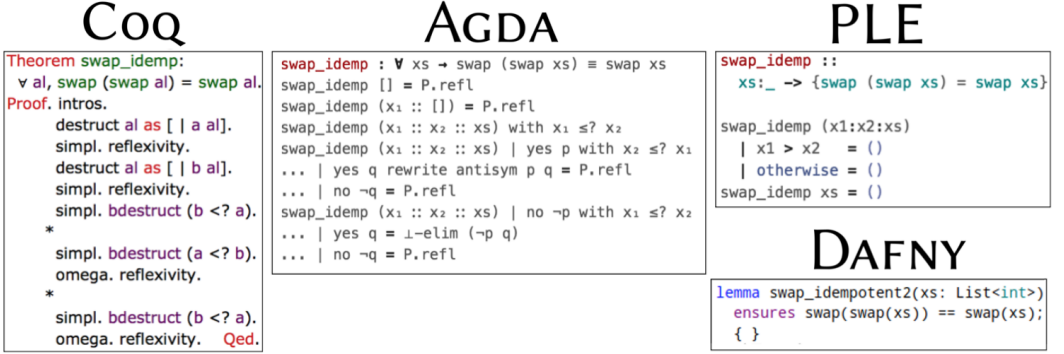 COQ
Theorem swap_idemp:
∀ al, swap (swap al) = swap al.
Proof. intros.
destruct al as [ | a al].
simpl. reflexivity.
destruct al as [ | b al].
simpl. reflexivity.
simpl. bdestruct (b <? a).
*
simpl. bdestruct (a <? b).
omega. reflexivity.
*
simpl. bdestruct (b <? a).
omega. reflexivity. Qed.
AGDA
swap_idemp : ∀ xs → swap (swap xs) ≡ swap xs
swap_idemp [] = P.refl
swap_idemp (x₁ :: []) = P.refl
swap_idemp (x₁ :: x₂ :: xs) with x₁ ≤? x₂
swap_idemp (x₁ :: x₂ :: xs) | yes p with x₂ ≤? x₁
... | yes q rewrite antisym p q = P.refl
... | no ¬q = P.refl
swap_idemp (x₁ :: x₂ :: xs) | no ¬p with x₁ ≤? x₂
... | yes q = ⊥-elim (¬p q)
... | no ¬q = P.refl
PLE
swap_idemp ::
xs:_ -> {swap (swap xs) = swap xs}
swap_idemp (x1:x2:xs)
| x1 > x2 = ()
| otherwise = ()
swap_idemp xs = ()
DAFNY
lemma swap_idempotent2(xs: List<int>)
ensures swap(swap(xs)) == swap(xs);
{ }